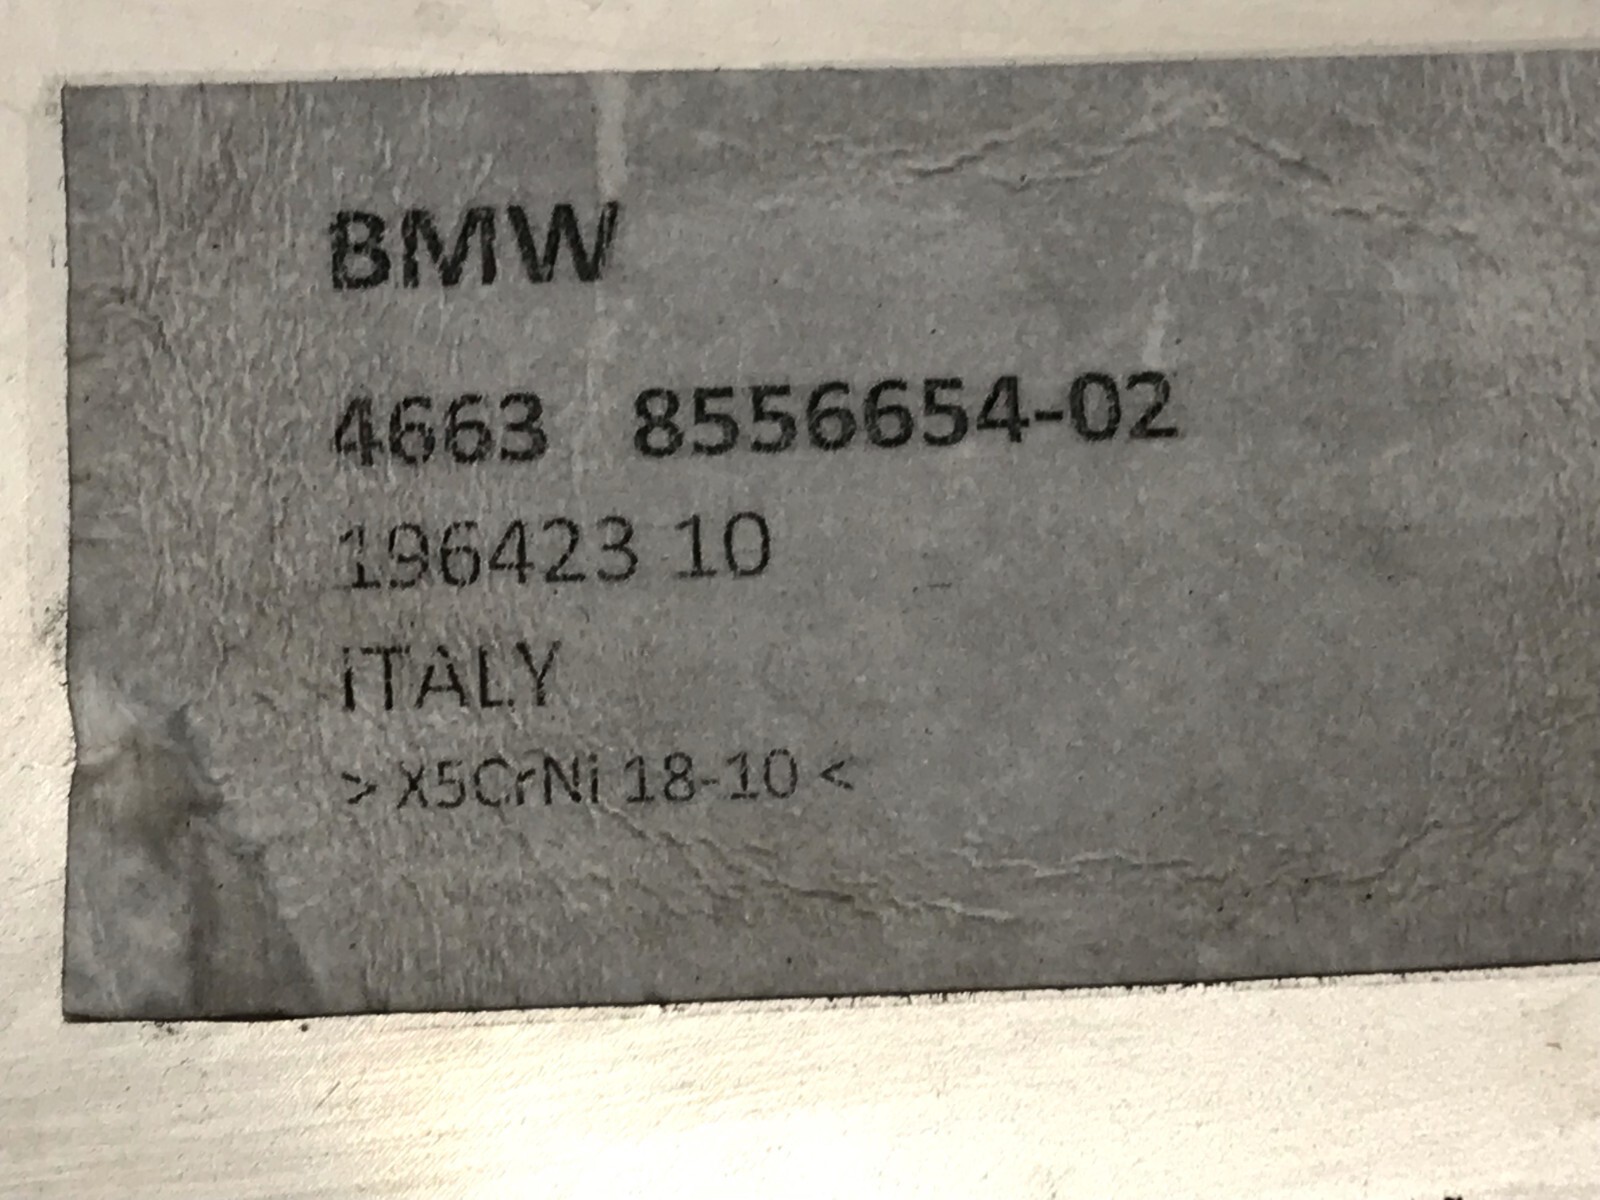 BMW
4663 8556654-02
196423 10
ITALY
> X5CrNi 18-10 <